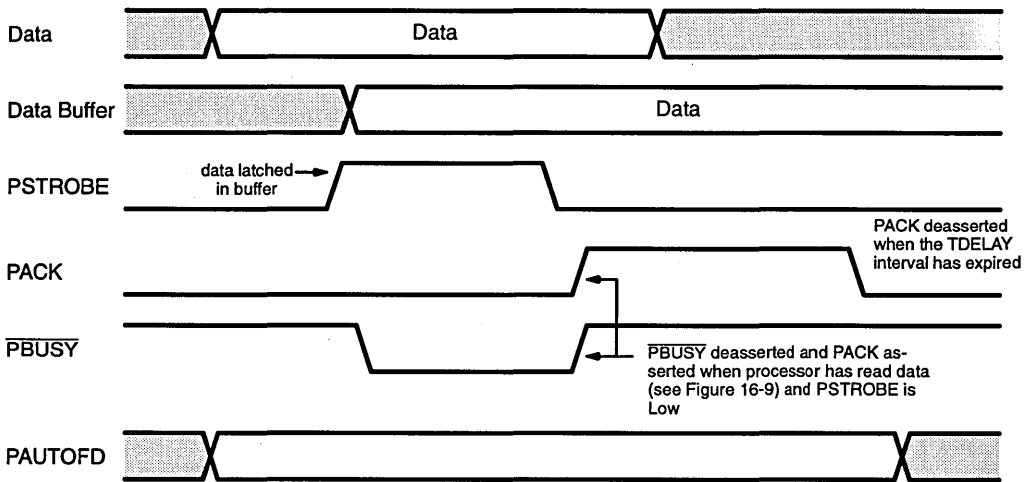 Data
Data
Data Buffer
Data
PSTROBE
data latched
in buffer
PACK
PACK deasserted
when the TDELAY
interval has expired
PBUSY
PBUSY deasserted and PACK as-
serted when processor has read data
(see Figure 16-9) and PSTROBE is
Low
PAUTOFD